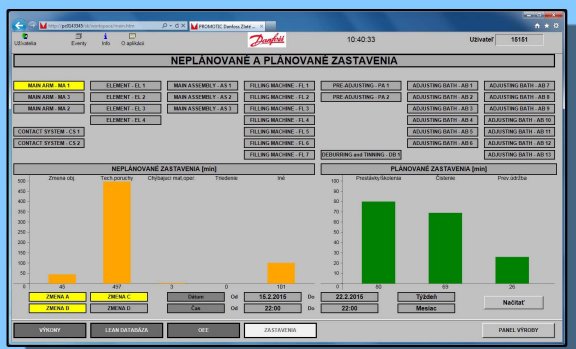 http://pc0243945/sk/workspace/main.htm
PROMOTIC Danfoss Zlaté ...
Užívatelia Eventy Info O aplikácii
Danfoss
10:40:33
Užívateľ 15151
NEPLÁNOVANÉ A PLÁNOVANÉ ZASTAVENIA
MAIN ARM - MA 1 ELEMENT - EL 1 MAIN ASSEMBLY - AS 1 FILLING MACHINE - FL 1 PRE-ADJUSTING - PA 1 ADJUSTING BATH - AB 1 ADJUSTING BATH - AB 7
MAIN ARM - MA 3 ELEMENT - EL 2 MAIN ASSEMBLY - AS 2 FILLING MACHINE - FL 2 PRE-ADJUSTING - PA 2 ADJUSTING BATH - AB 2 ADJUSTING BATH - AB 8
MAIN ARM - MA 2 ELEMENT - EL 3 MAIN ASSEMBLY - AS 3 FILLING MACHINE - FL 3 ADJUSTING BATH - AB 3 ADJUSTING BATH - AB 9
ELEMENT - EL 4 FILLING MACHINE - FL 4 ADJUSTING BATH - AB 4 ADJUSTING BATH - AB 10
CONTACT SYSTEM - CS 1 FILLING MACHINE - FL 5 ADJUSTING BATH - AB 5 ADJUSTING BATH - AB 11
CONTACT SYSTEM - CS 2 FILLING MACHINE - FL 6 ADJUSTING BATH - AB 6 ADJUSTING BATH - AB 12
FILLING MACHINE - FL 7 DEBURRING and TINNING - DB 1 ADJUSTING BATH - AB 13
NEPLÁNOVANÉ ZASTAVENIA [min] PLÁNOVANÉ ZASTAVENIA [min]
Zmena obj. Tech.poruchy Chýbajúci mat.oper. Triedenie Iné Prestávky/školenia Čistenie Prev.údržba
500 100
450 90
400 80
350 70
300 60
250 50
200 40
150 30
100 20
50 10
0 45 497 3 0 101 0 80 69 26
ZMENA A ZMENA C Dátum Od 15.2.2015 Do 22.2.2015 Týždeň
Načítať
ZMENA B ZMENA D Čas Od 22:00 Do 22:00 Mesiac
VÝKONY LEAN DATABÁZA OEE ZASTAVENIA PANEL VÝROBY